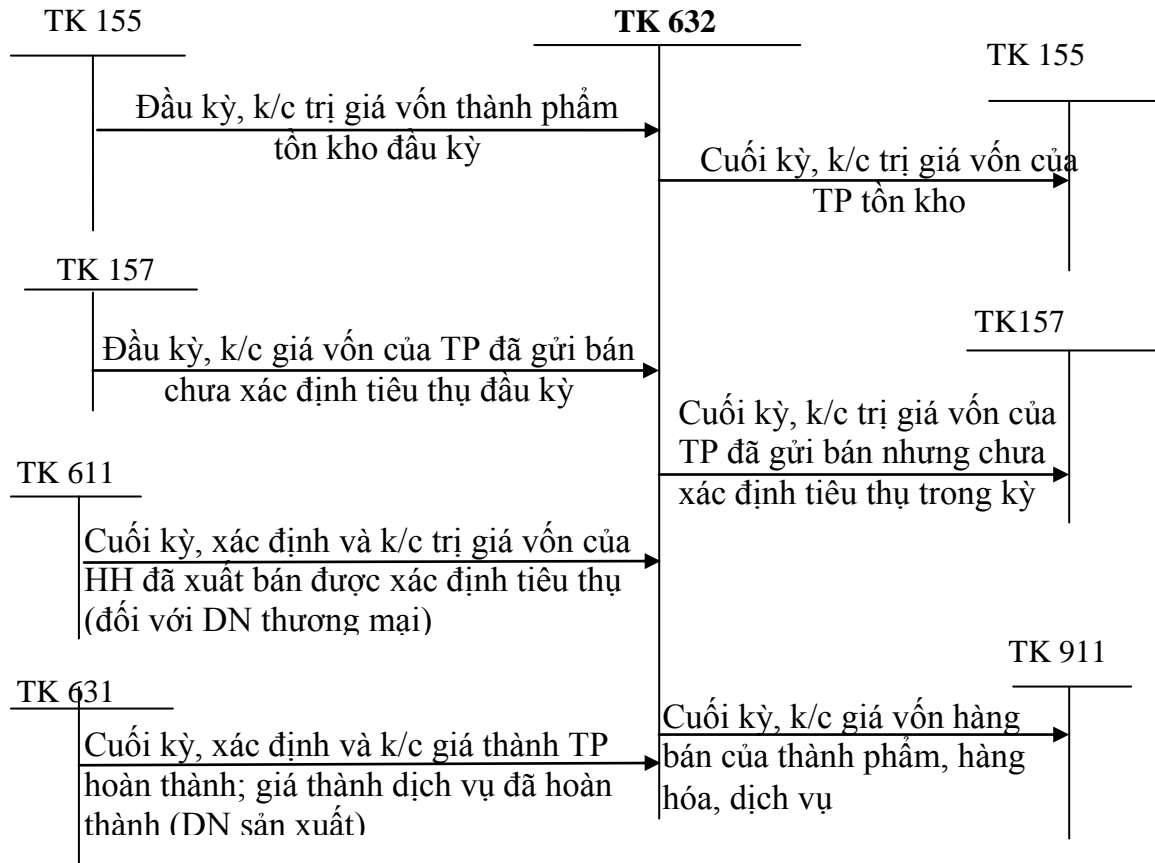 TK 155
TK 632
TK 155
Đầu kỳ, k/c trị giá vốn thành phẩm
tồn kho đầu kỳ
Cuối kỳ, k/c trị giá vốn của
TP tồn kho
TK 157
TK157
Đầu kỳ, k/c giá vốn của TP đã gửi bán
chưa xác định tiêu thụ đầu kỳ
Cuối kỳ, k/c trị giá vốn của
TP đã gửi bán nhưng chưa
xác định tiêu thụ trong kỳ
TK 611
Cuối kỳ, xác định và k/c trị giá vốn của
HH đã xuất bán được xác định tiêu thụ
(đối với DN thương mại)
TK 911
TK 631
Cuối kỳ, k/c giá vốn hàng
bán của thành phẩm, hàng
hóa, dịch vụ
Cuối kỳ, xác định và k/c giá thành TP
hoàn thành; giá thành dịch vụ đã hoàn
thành (DN sản xuất)